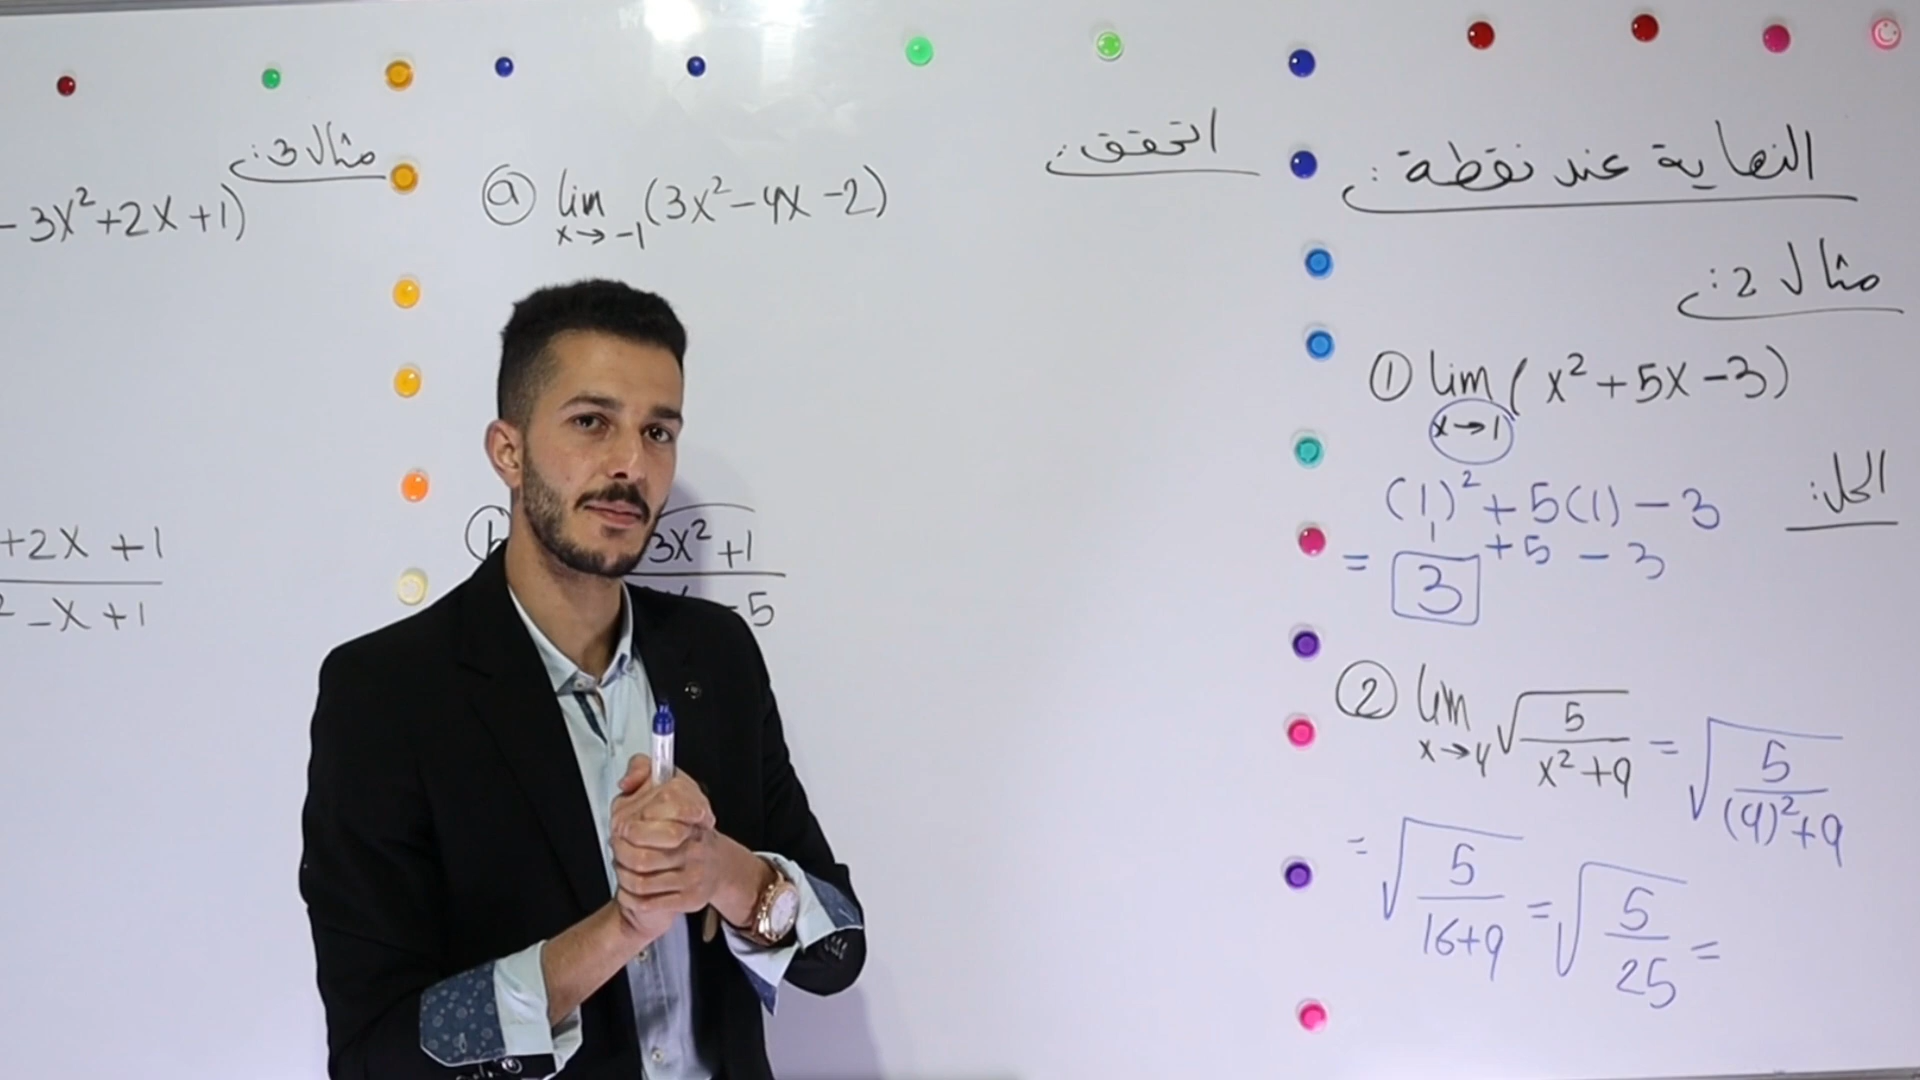 النهاية عند نقطة:
مثال 2:
① lim x→1 (x² + 5x - 3)
الحل:
(1)² + 5(1) - 3
= 1 + 5 - 3
3
② lim x→4 √(5/(x²+9)) = √(5/((4)²+9))
= √(5/(16+9)) = √(5/25) =
اتحقق:
ⓐ lim x→-1 (3x² - 4x - 2)
ⓑ
3x² + 1
- 5
مثال 3:
- 3x² + 2x + 1)
+ 2x + 1
2 - x + 1